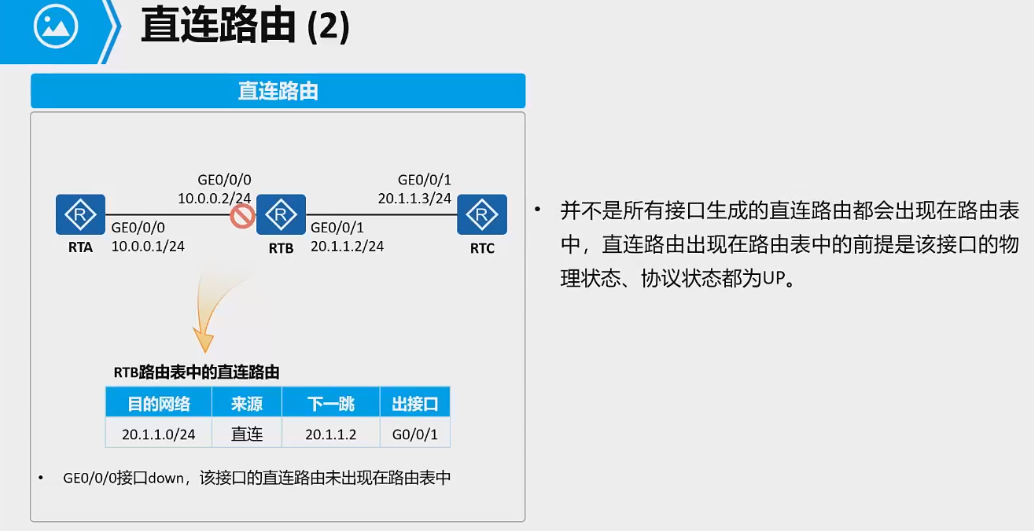 直连路由 (2)
直连路由
GE0/0/0
10.0.0.2/24
GE0/0/1
20.1.1.3/24
R
R
R
RTA
GE0/0/0
10.0.0.1/24
RTB
GE0/0/1
20.1.1.2/24
RTC
RTB路由表中的直连路由
目的网络 来源 下一跳 出接口
20.1.1.0/24 直连 20.1.1.2 G0/0/1
• GE0/0/0接口down，该接口的直连路由未出现在路由表中
• 并不是所有接口生成的直连路由都会出现在路由表
中，直连路由出现在路由表中的前提是该接口的物
理状态、协议状态都为UP。